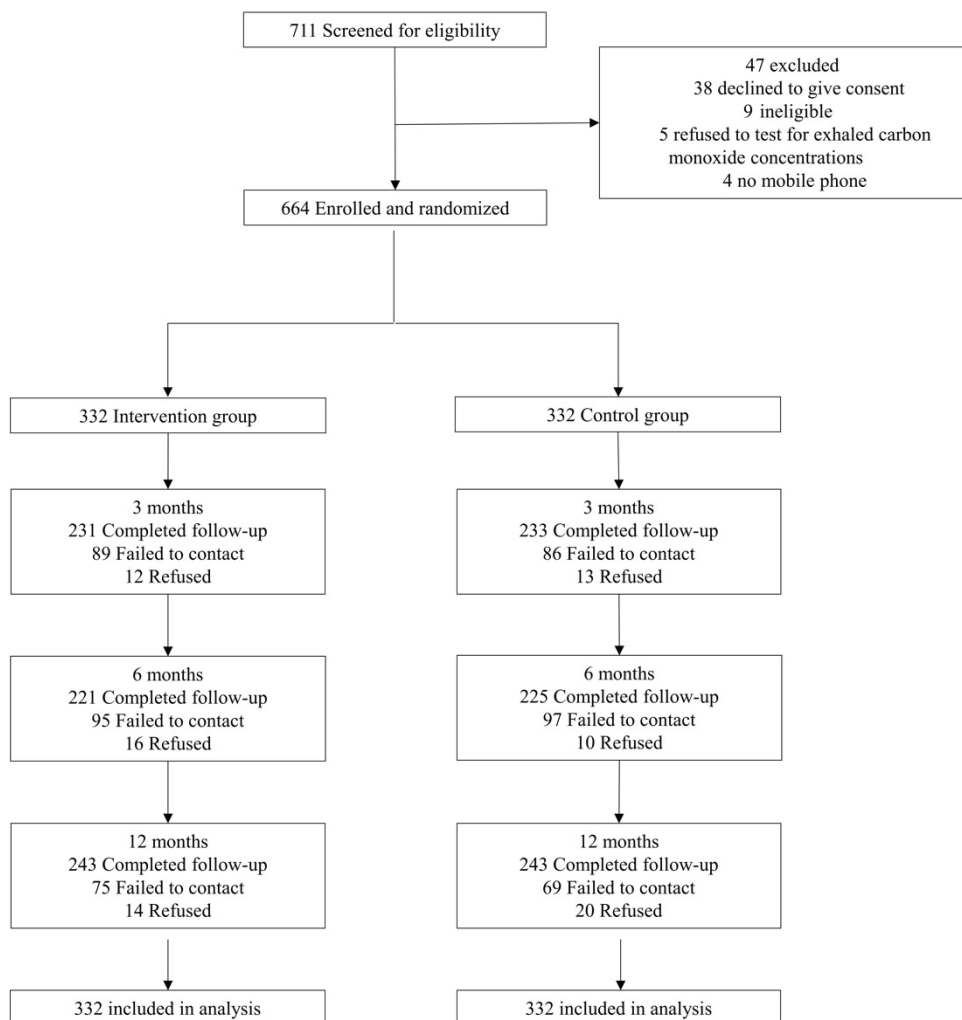 711 Screened for eligibility
47 excluded
38 declined to give consent
9 ineligible
5 refused to test for exhaled carbon
monoxide concentrations
4 no mobile phone
664 Enrolled and randomized
332 Intervention group
332 Control group
3 months
231 Completed follow-up
89 Failed to contact
12 Refused
3 months
233 Completed follow-up
86 Failed to contact
13 Refused
6 months
221 Completed follow-up
95 Failed to contact
16 Refused
6 months
225 Completed follow-up
97 Failed to contact
10 Refused
12 months
243 Completed follow-up
75 Failed to contact
14 Refused
12 months
243 Completed follow-up
69 Failed to contact
20 Refused
332 included in analysis
332 included in analysis